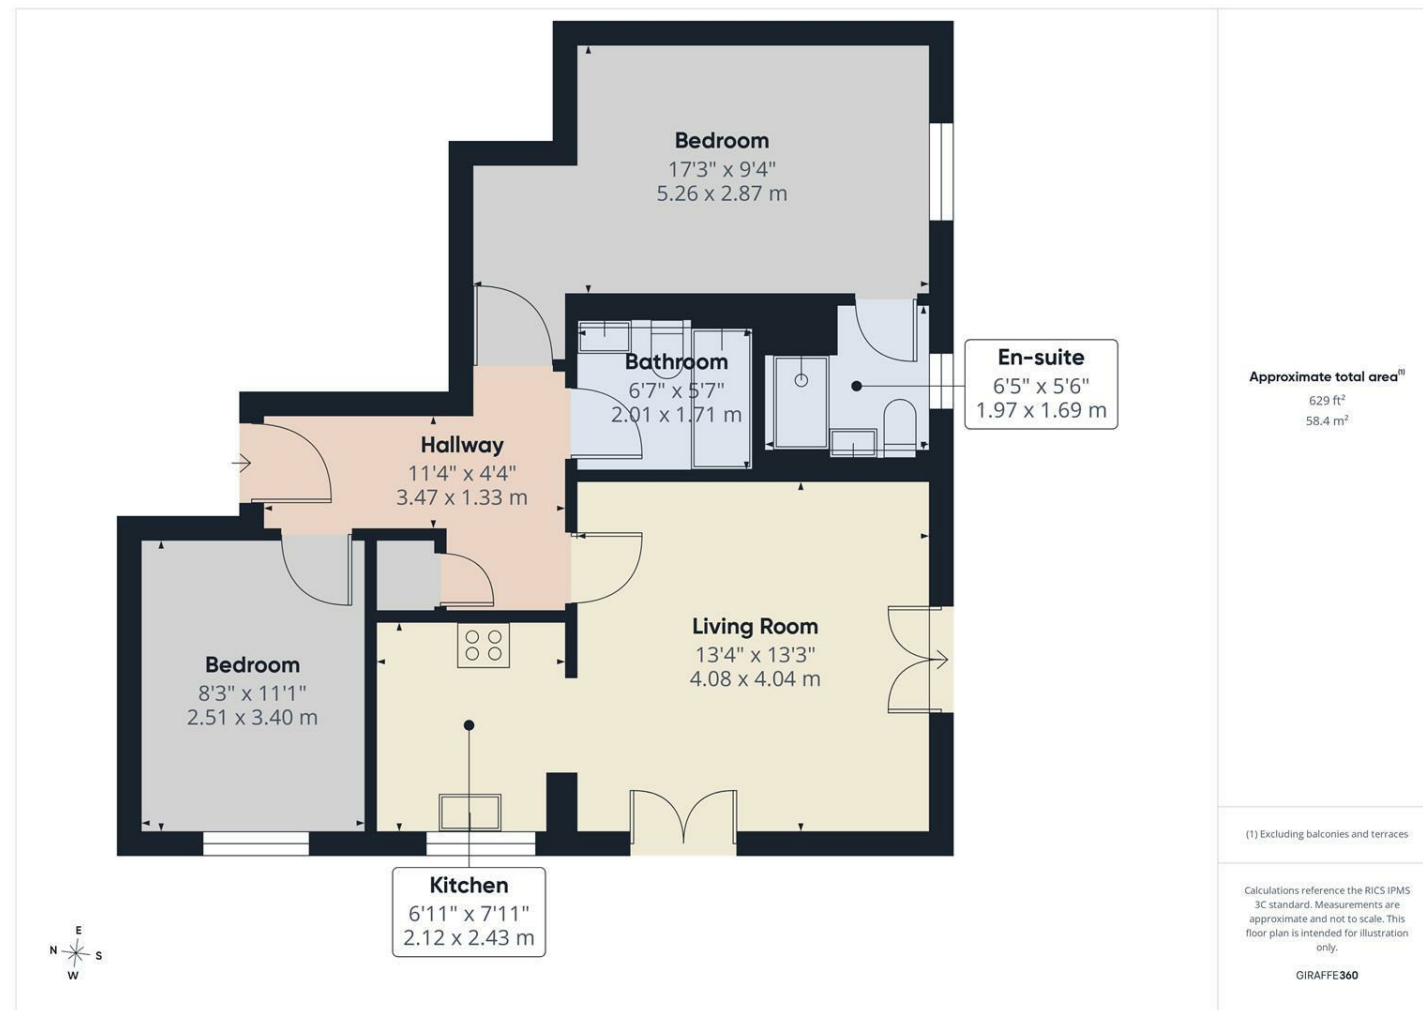 Bedroom
17'3" x 9'4"
5.26 x 2.87 m
Bathroom
6'7" x 5'7"
2.01 x 1.71 m
En-suite
6'5" x 5'6"
1.97 x 1.69 m
Hallway
11'4" x 4'4"
3.47 x 1.33 m
Living Room
13'4" x 13'3"
4.08 x 4.04 m
Bedroom
8'3" x 11'1"
2.51 x 3.40 m
Kitchen
6'11" x 7'11"
2.12 x 2.43 m
E
N S
W
Approximate total area(1)
629 ft²
58.4 m²
(1) Excluding balconies and terraces
Calculations reference the RICS IPMS
3C standard. Measurements are
approximate and not to scale. This
floor plan is intended for illustration
only.
GIRAFFE360